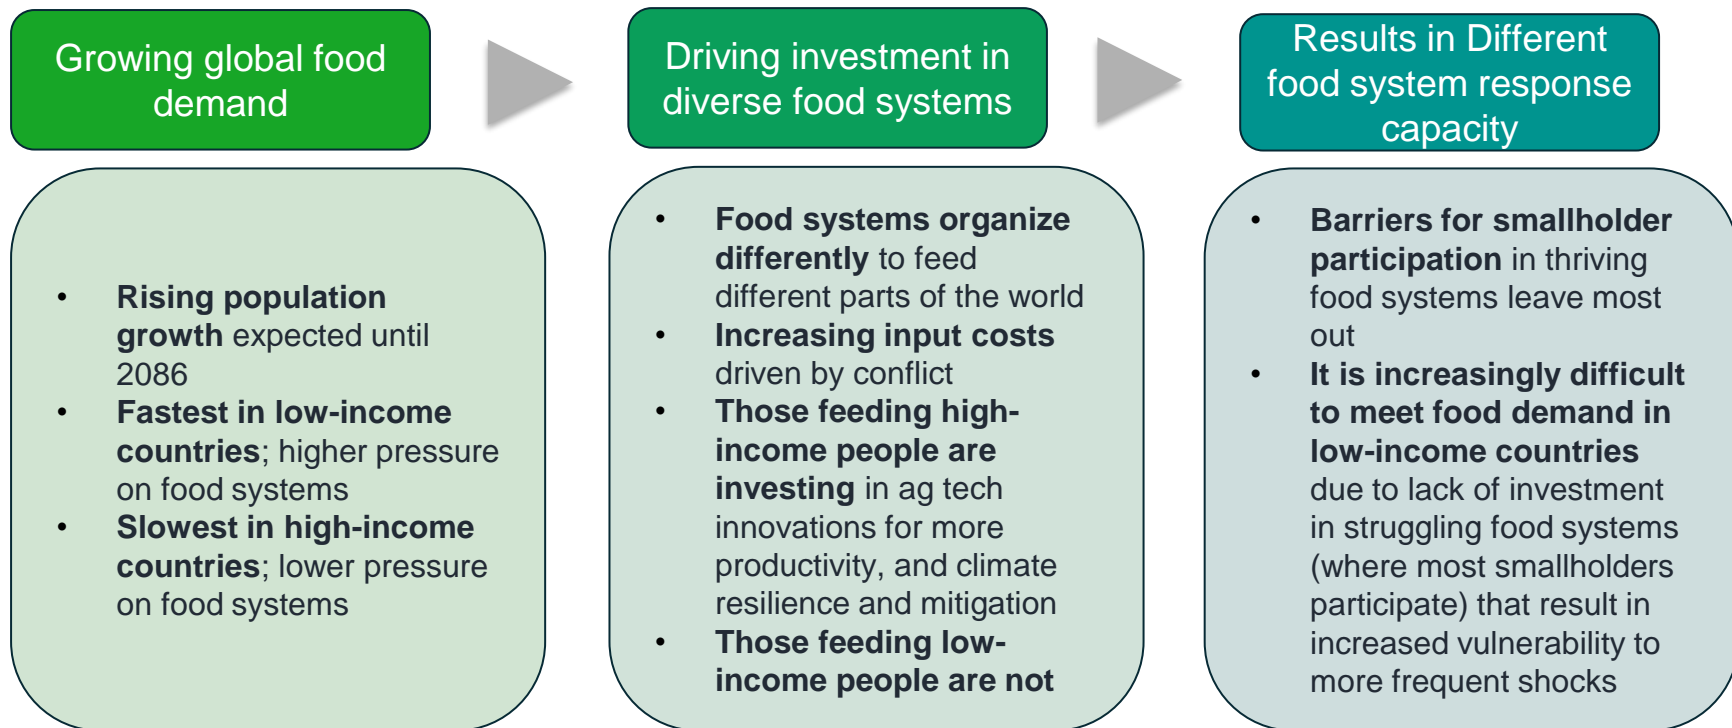 Growing global food
demand
• Rising population
growth expected until
2086
• Fastest in low-income
countries; higher pressure
on food systems
• Slowest in high-income
countries; lower pressure
on food systems
Driving investment in
diverse food systems
• Food systems organize
differently to feed
different parts of the world
• Increasing input costs
driven by conflict
• Those feeding high-
income people are
investing in ag tech
innovations for more
productivity, and climate
resilience and mitigation
• Those feeding low-
income people are not
Results in Different
food system response
capacity
• Barriers for smallholder
participation in thriving
food systems leave most
out
• It is increasingly difficult
to meet food demand in
low-income countries
due to lack of investment
in struggling food systems
(where most smallholders
participate) that result in
increased vulnerability to
more frequent shocks